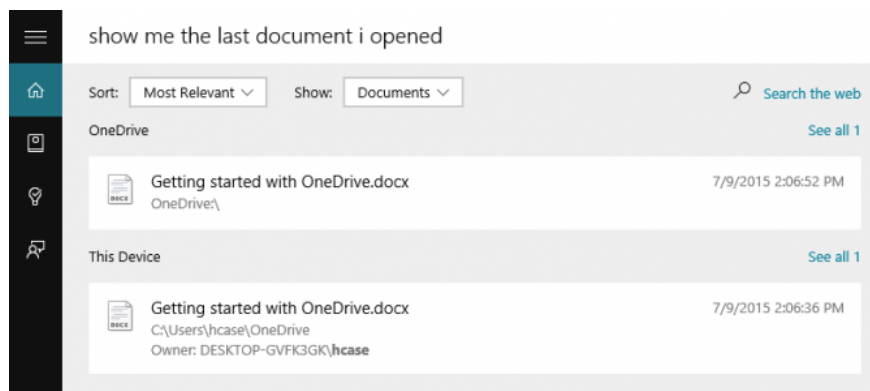 show me the last document i opened
Sort: Most Relevant Show: Documents Search the web
OneDrive See all 1
Getting started with OneDrive.docx 7/9/2015 2:06:52 PM
DOCX
OneDrive:\
This Device See all 1
Getting started with OneDrive.docx 7/9/2015 2:06:36 PM
DOCX
C:\Users\hcase\OneDrive
Owner: DESKTOP-GVFK3GK\hcase